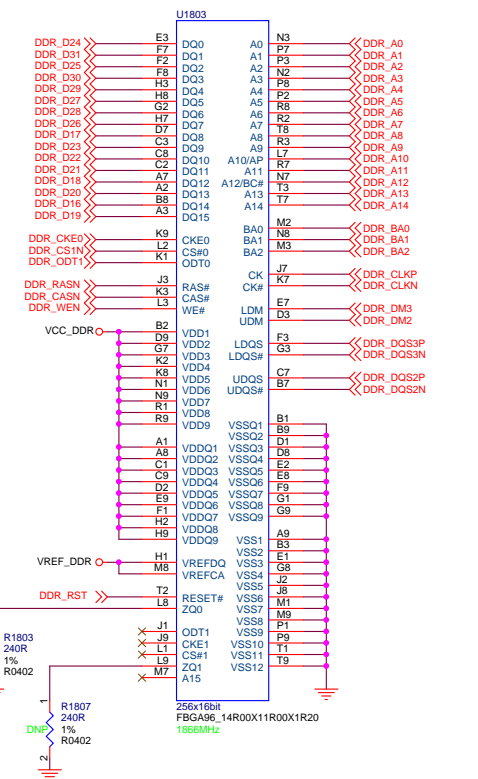 U1803
DDR_D24 E3 DQ0 A0 N3 DDR_A0
DDR_D31 F7 DQ1 A1 P7 DDR_A1
DDR_D25 F2 DQ2 A2 P3 DDR_A2
DDR_D30 F8 DQ3 A3 N2 DDR_A3
DDR_D29 H3 DQ4 A4 P8 DDR_A4
DDR_D27 H8 DQ5 A5 P2 DDR_A5
DDR_D28 G2 DQ6 A6 R8 DDR_A6
DDR_D26 H7 DQ7 A7 R2 DDR_A7
DDR_D17 D7 DQ8 A8 T8 DDR_A8
DDR_D23 C3 DQ9 A9 R3 DDR_A9
DDR_D22 C8 DQ10 A10/AP L7 DDR_A10
DDR_D21 C2 DQ11 A11 R7 DDR_A11
DDR_D18 A7 DQ12 A12/BC# N7 DDR_A12
DDR_D20 A2 DQ13 A13 T3 DDR_A13
DDR_D16 B8 DQ14 A14 T7 DDR_A14
DDR_D19 A3 DQ15
BA0 M2 DDR_BA0
DDR_CKE0 K9 CKE0 BA1 N8 DDR_BA1
DDR_CS1N L2 CS#0 BA2 M3 DDR_BA2
DDR_ODT1 K1 ODT0
CK J7 DDR_CLKP
DDR_RASN J3 RAS# CK# K7 DDR_CLKN
DDR_CASN K3 CAS#
DDR_WEN L3 WE# LDM E7 DDR_DM3
UDM D3 DDR_DM2
VCC_DDR B2 VDD1
D9 VDD2 LDQS F3 DDR_DQS3P
G7 VDD3 LDQS# G3 DDR_DQS3N
K2 VDD4
K8 VDD5 UDQS C7 DDR_DQS2P
N1 VDD6 UDQS# B7 DDR_DQS2N
N9 VDD7
R1 VDD8
R9 VDD9 VSSQ1 B1
VSSQ2 B9
A1 VDDQ1 VSSQ3 D1
A8 VDDQ2 VSSQ4 D8
C1 VDDQ3 VSSQ5 E2
C9 VDDQ4 VSSQ6 E8
D2 VDDQ5 VSSQ7 F9
E9 VDDQ6 VSSQ8 G1
F1 VDDQ7 VSSQ9 G9
H2 VDDQ8
H9 VDDQ9 VSS1 A9
VSS2 B3
VREF_DDR H1 VREFDQ VSS3 E1
M8 VREFCA VSS4 G8
VSS5 J2
DDR_RST T2 RESET# VSS6 J8
L8 ZQ0 VSS7 M1
VSS8 M9
J1 ODT1 VSS9 P1
J9 CKE1 VSS10 P9
L1 CS#1 VSS11 T1
L9 ZQ1 VSS12 T9
M7 A15
R1803
240R
1%
R0402
256x16bit
FBGA96_14R00X11R00X1R20
1866MHz
1
R1807
240R
DNP 1%
R0402
2